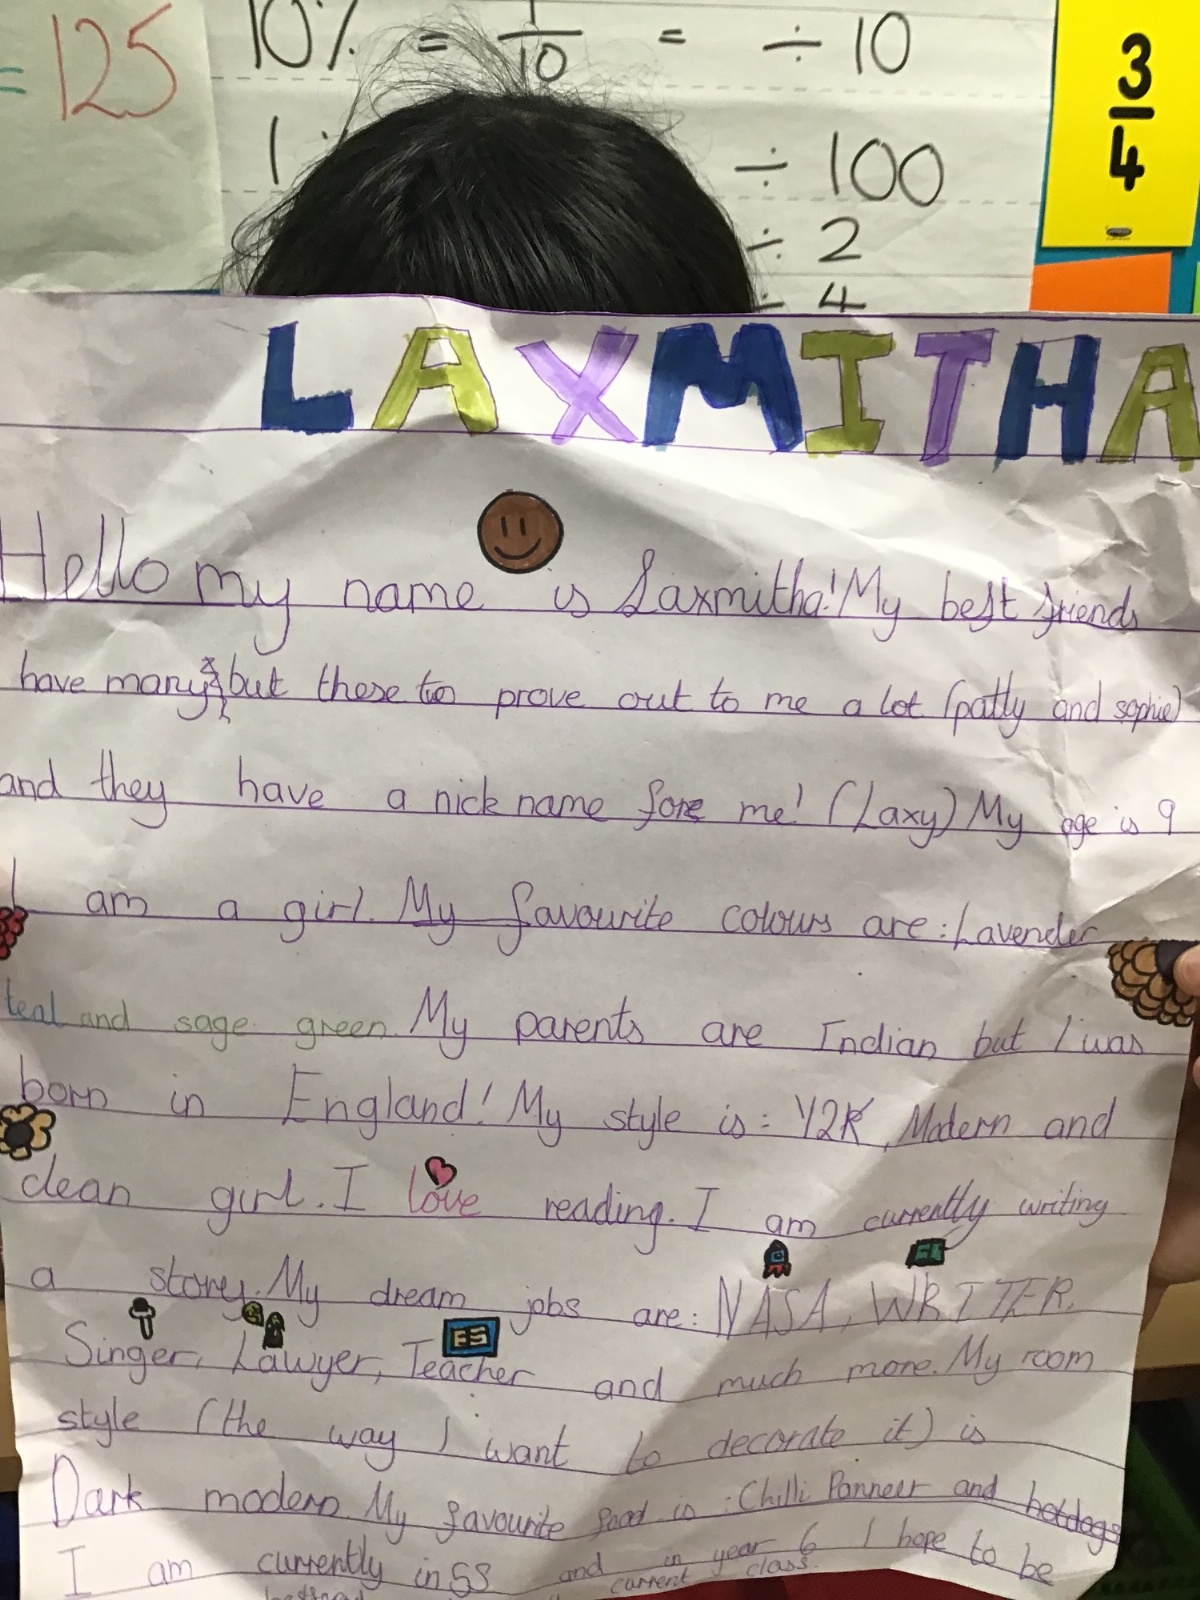 = 125
10% = 1/10 = ÷ 10
1% ÷ 100
÷ 2
÷ 4
3/4
LAXMITHA
Hello my name is Laxmitha! My best friends
have many but these to prove out to me a lot (patty and sophie)
and they have a nick name fore me! (Laxy) My age is 9
I am a girl. My favourite colours are: Lavender
teal and sage green. My parents are Indian but I was
born in England! My style is: Y2K, Modern and
clean girl. I love reading. I am currently writing
a storey. My dream jobs are: NASA, WRITER,
Singer, Lawyer, Teacher and much more. My room
style (the way I want to decorate it) is
Dark modern. My favourite food is: Chilli Panneer and hotdogs
I am currently in 5S and in year 6 I hope to be
current class.